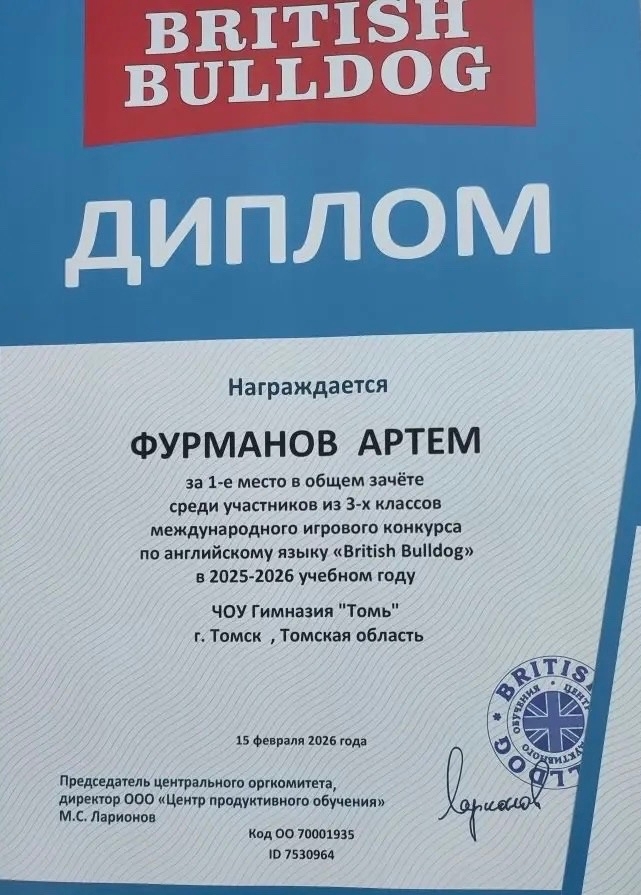 BRITISH
BULLDOG
ДИПЛОМ
Награждается
ФУРМАНОВ АРТЕМ
за 1-е место в общем зачёте
среди участников из 3-х классов
международного игрового конкурса
по английскому языку «British Bulldog»
в 2025-2026 учебном году
ЧОУ Гимназия "Томь"
г. Томск , Томская область
15 февраля 2026 года
Председатель центрального оргкомитета,
директор ООО «Центр продуктивного обучения»
М.С. Ларионов
Ларионов
Код ОО 70001935
ID 7530964